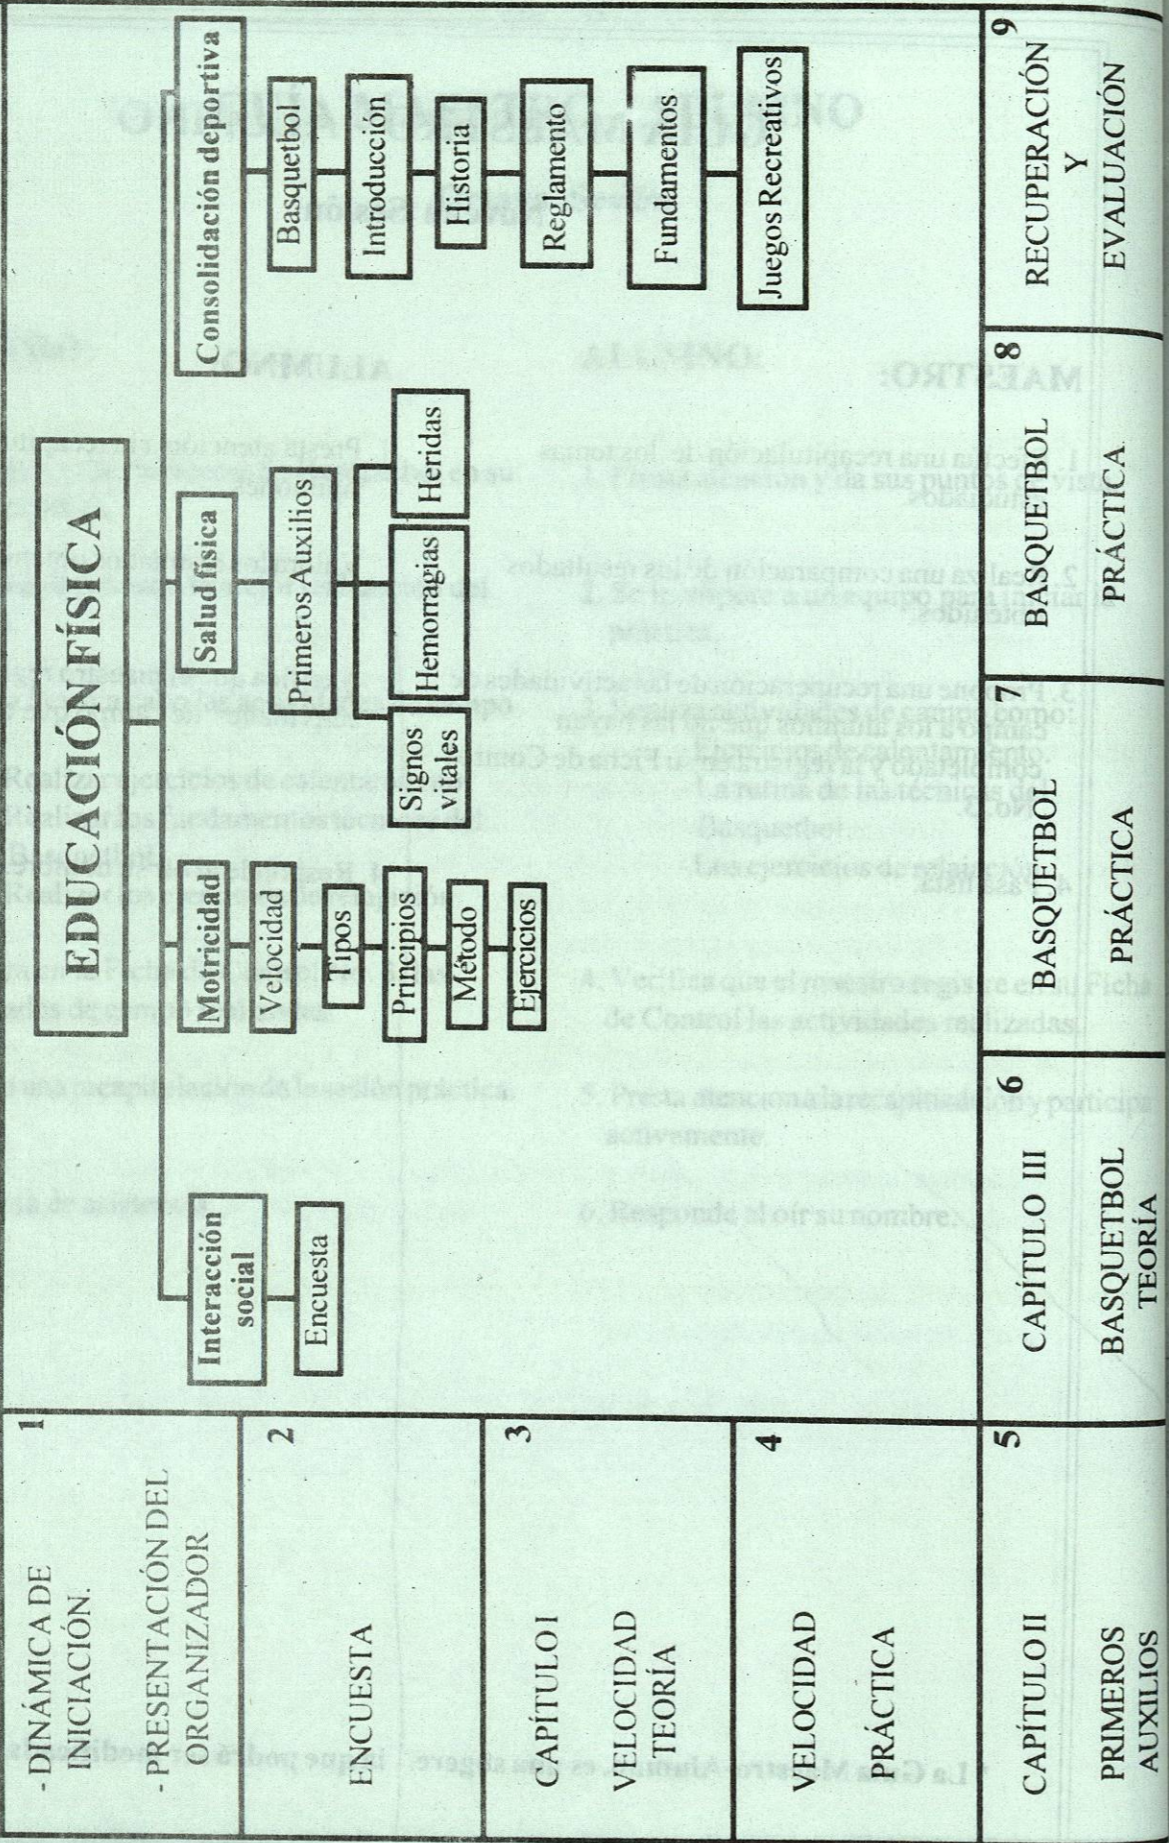 1
- DINÁMICA DE
INICIACIÓN.
- PRESENTACIÓN DEL
ORGANIZADOR
2
ENCUESTA
3
CAPÍTULO I
VELOCIDAD
TEORÍA
4
VELOCIDAD
PRÁCTICA
5
CAPÍTULO II
PRIMEROS
AUXILIOS
EDUCACIÓN FÍSICA
Interacción
social
Encuesta
Motricidad
Velocidad
Tipos
Principios
Método
Ejercicios
Salud física
Primeros Auxilios
Signos
vitales
Hemorragias
Heridas
Consolidación deportiva
Basquetbol
Introducción
Historia
Reglamento
Fundamentos
Juegos Recreativos
6
CAPÍTULO III
BASQUETBOL
TEORÍA
7
BASQUETBOL
PRÁCTICA
8
BASQUETBOL
PRÁCTICA
9
RECUPERACIÓN
Y
EVALUACIÓN